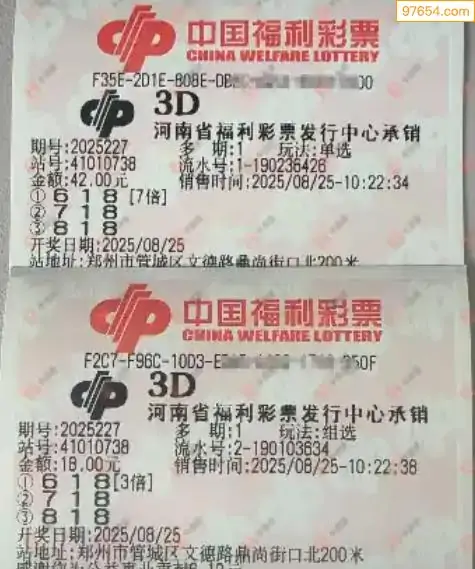 97654.com
中国福利彩票
CHINA WELFARE LOTTERY
F35E-2D1E-808E-DB
00
3D
河南省福利彩票发行中心承销
期号:2025227 多 期:1 玩法:单选
站号:41010738 流水号:1-190236426
金额:42.00元 销售时间:2025/08/25-10:22:34
① 6 1 8 [7倍]
② 7 1 8
③ 8 1 8
开奖日期:2025/08/25
站地址:郑州市管城区文德路鼎尚街口北200米
中国福利彩票
CHINA WELFARE LOTTERY
F2C7-F96C-10D3-E
350F
3D
河南省福利彩票发行中心承销
期号:2025227 多 期:1 玩法:组选
站号:41010738 流水号:2-190103634
金额:18.00元 销售时间:2025/08/25-10:22:38
① 6 1 8 [3倍]
② 7 1 8
③ 8 1 8
开奖日期:2025/08/25
站地址:郑州市管城区文德路鼎尚街口北200米